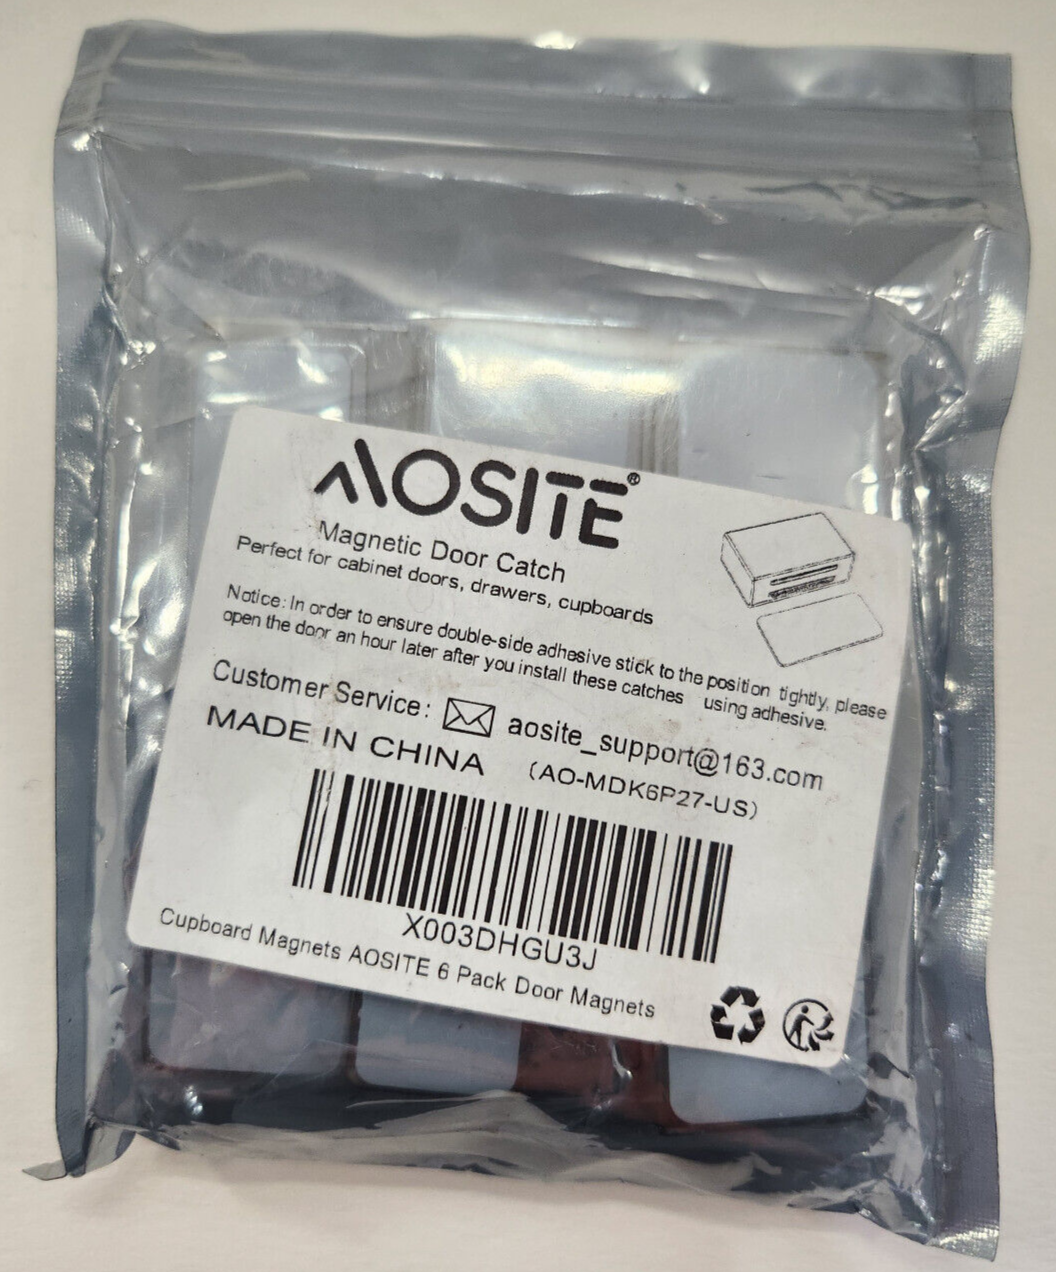 AOSITE®
Magnetic Door Catch
Perfect for cabinet doors, drawers, cupboards
Notice: In order to ensure double-side adhesive stick to the position tightly, please
open the door an hour later after you install these catches using adhesive.
Customer Service: aosite_support@163.com
MADE IN CHINA (AO-MDK6P27-US)
X003DHGU3J
Cupboard Magnets AOSITE 6 Pack Door Magnets